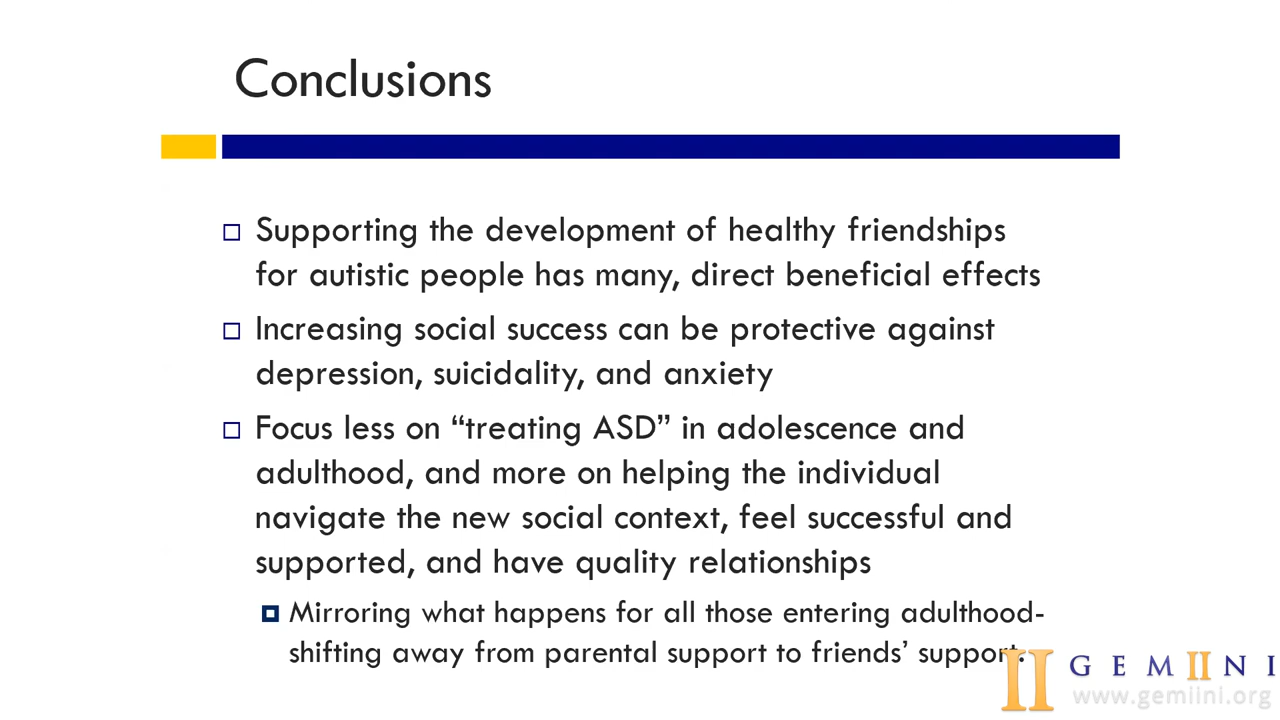 Conclusions
Supporting the development of healthy friendships
for autistic people has many, direct beneficial effects
Increasing social success can be protective against
depression, suicidality, and anxiety
Focus less on “treating ASD” in adolescence and
adulthood, and more on helping the individual
navigate the new social context, feel successful and
supported, and have quality relationships
Mirroring what happens for all those entering adulthood-
shifting away from parental support to friends’ support.
II GEMIINI
www.gemiini.org